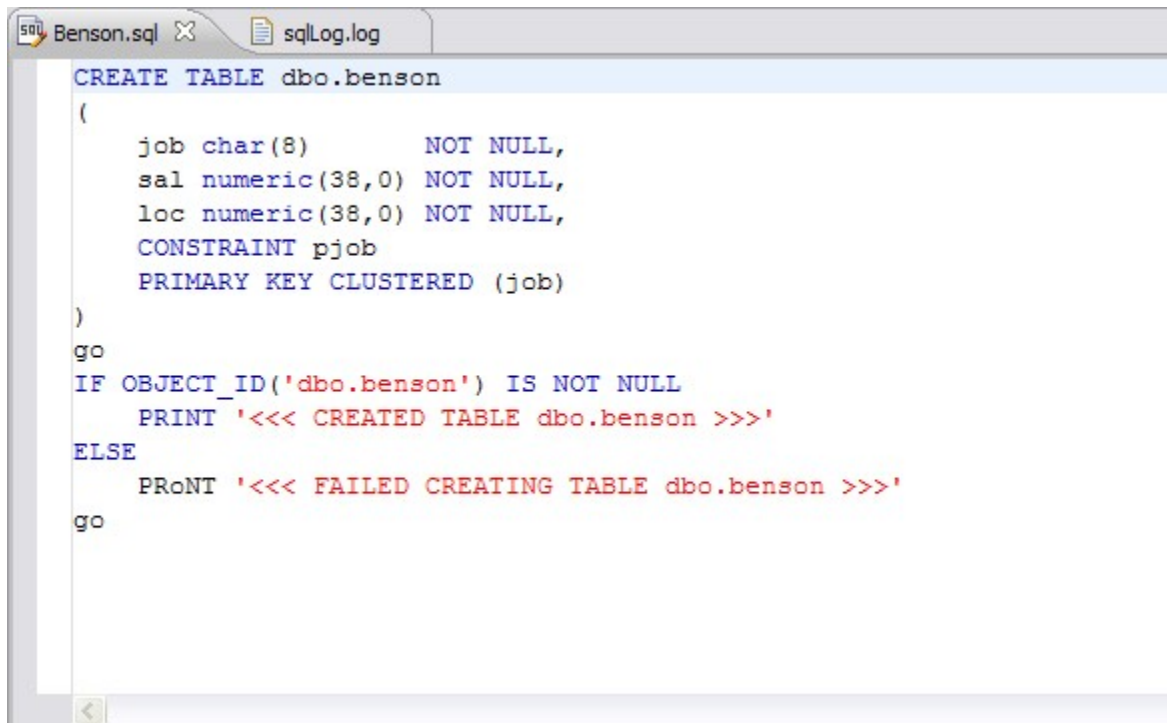 Benson.sql sqlLog.log
CREATE TABLE dbo.benson
(
    job char(8)       NOT NULL,
    sal numeric(38,0) NOT NULL,
    loc numeric(38,0) NOT NULL,
    CONSTRAINT pjob
    PRIMARY KEY CLUSTERED (job)
)
go
IF OBJECT_ID('dbo.benson') IS NOT NULL
    PRINT '<<< CREATED TABLE dbo.benson >>>'
ELSE
    PRoNT '<<< FAILED CREATING TABLE dbo.benson >>>'
go